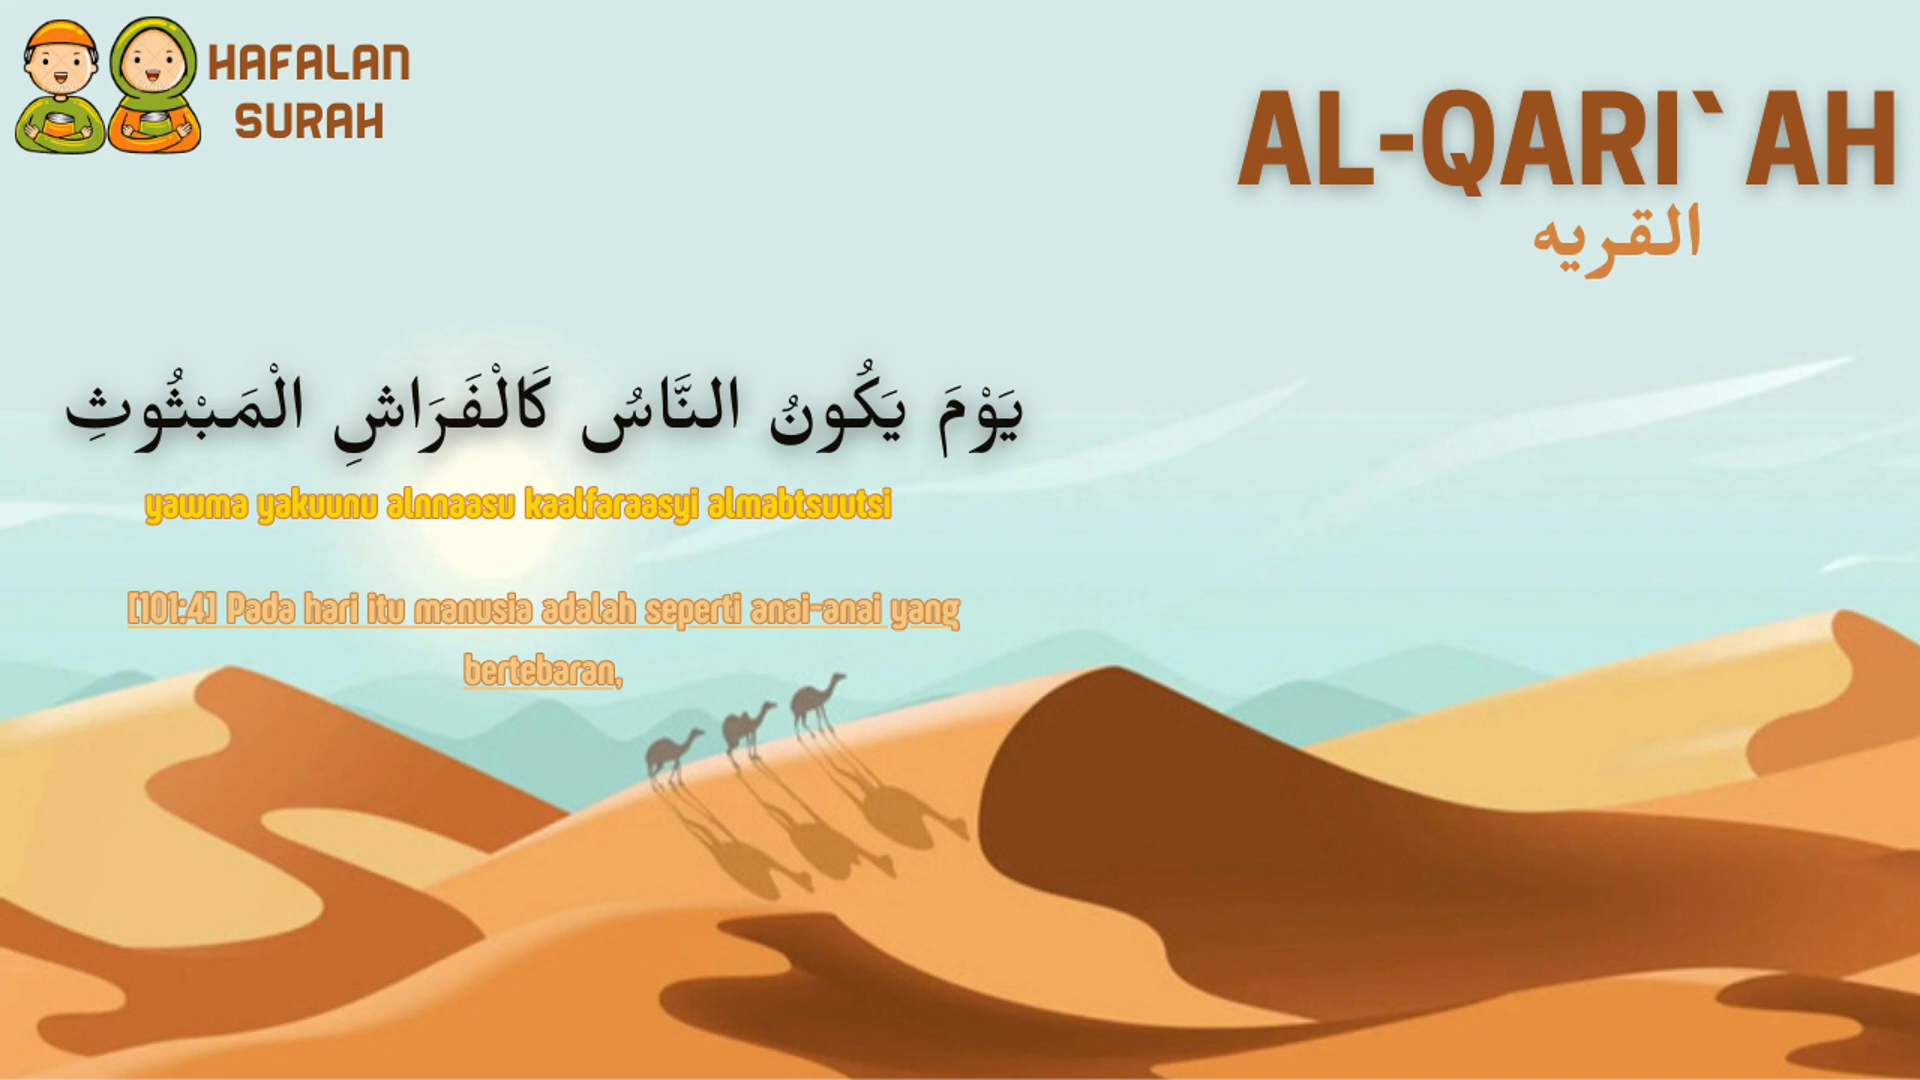 HAFALAN
SURAH
AL-QARI`AH
القريه
يَوْمَ يَكُونُ النَّاسُ كَالْفَرَاشِ الْمَبْثُوثِ
yawma yakuunu alnnaasu kaalfaraasyi almabtsuutsi
[101:4] Pada hari itu manusia adalah seperti anai-anai yang
bertebaran,